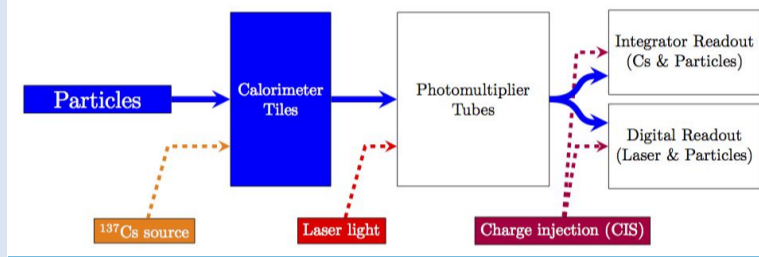 Particles
Calorimeter
Tiles
Photomultiplier
Tubes
Integrator Readout
(Cs & Particles)
Digital Readout
(Laser & Particles)
¹³⁷Cs source
Laser light
Charge injection (CIS)